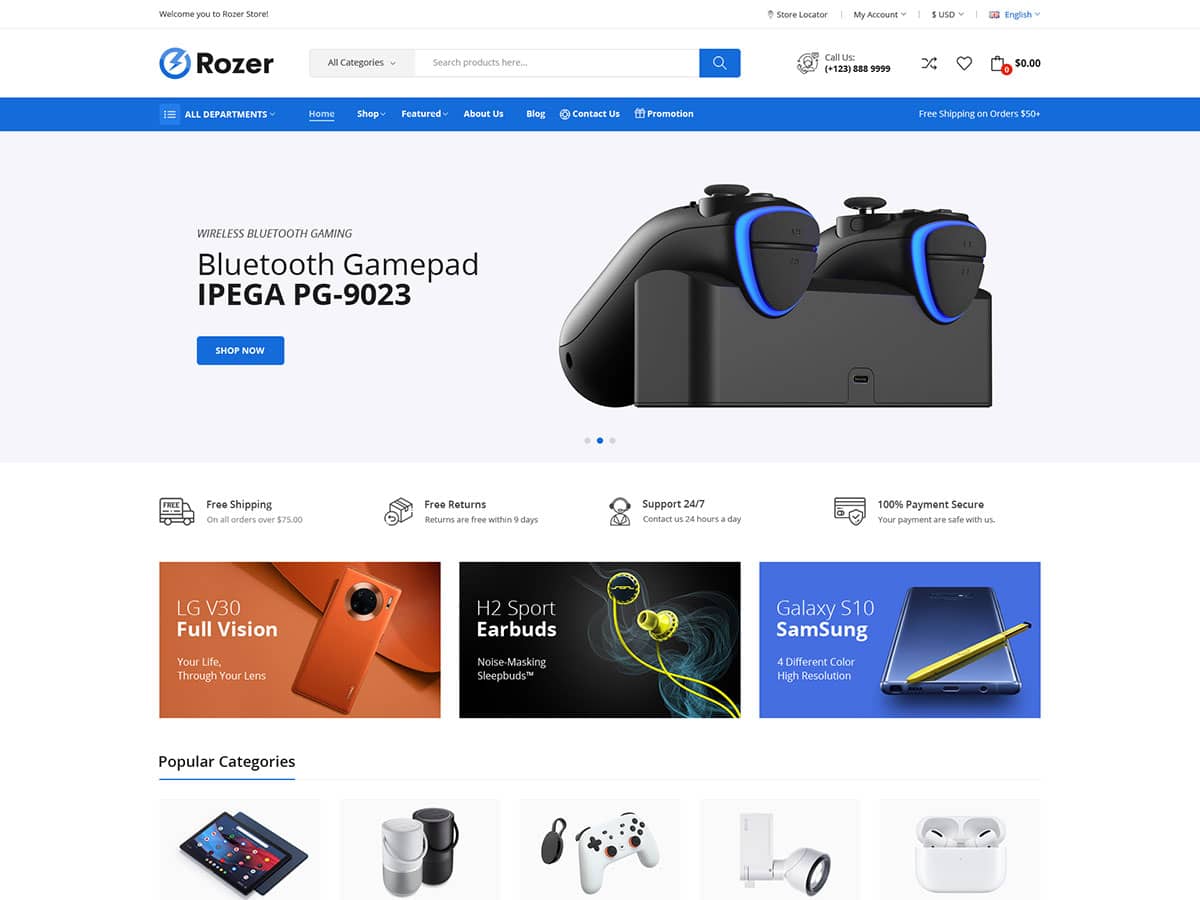 Welcome you to Rozer Store!
Store Locator
My Account
$ USD
English
Rozer
All Categories
Search products here...
Call Us:
(+123) 888 9999
0
$0.00
ALL DEPARTMENTS
Home
Shop
Featured
About Us
Blog
Contact Us
Promotion
Free Shipping on Orders $50+
WIRELESS BLUETOOTH GAMING
Bluetooth Gamepad
IPEGA PG-9023
SHOP NOW
FREE
Free Shipping
On all orders over $75.00
Free Returns
Returns are free within 9 days
Support 24/7
Contact us 24 hours a day
100% Payment Secure
Your payment are safe with us.
LG V30
Full Vision
Your Life,
Through Your Lens
H2 Sport
Earbuds
Noise-Masking
Sleepbuds™
Galaxy S10
SamSung
4 Different Color
High Resolution
Popular Categories